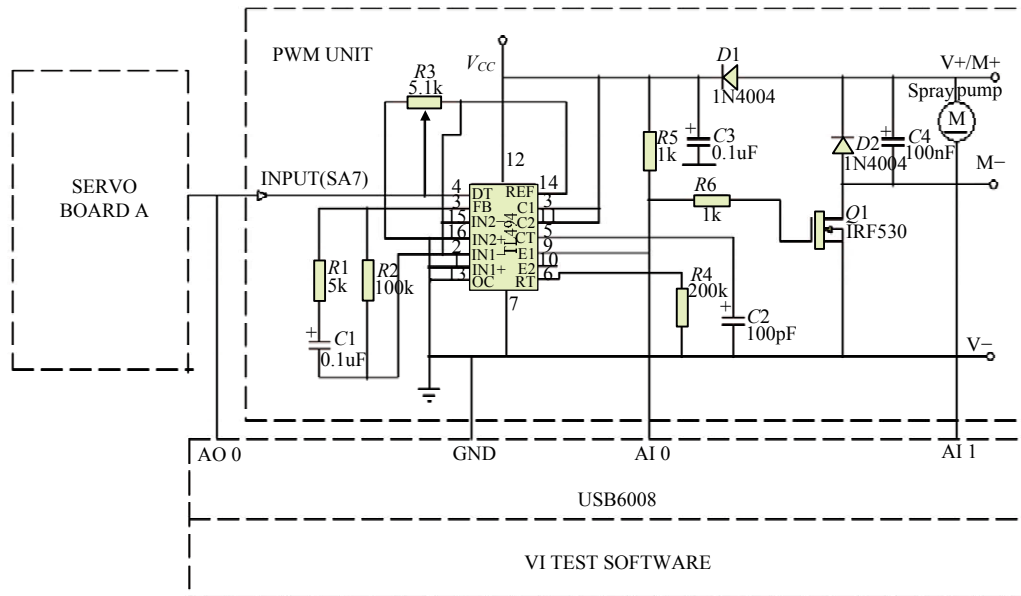 PWM UNIT
SERVO
BOARD A
INPUT(SA7)
VCC
R3
5.1k
12
D1
1N4004
V+/M+
Spray pump
M
R5
1k
C3
0.1uF
D2
1N4004
C4
100nF
M−
R6
1k
Q1
IRF530
4
3
15
16
2
1
13
DT
FB
IN2−
IN2+
IN1−
IN1+
OC
TL494
REF
C1
C2
CT
E1
E2
RT
14
3
11
5
9
10
6
7
R1
5k
R2
100k
C1
0.1uF
R4
200k
C2
100pF
V−
AO 0
GND
AI 0
AI 1
USB6008
VI TEST SOFTWARE